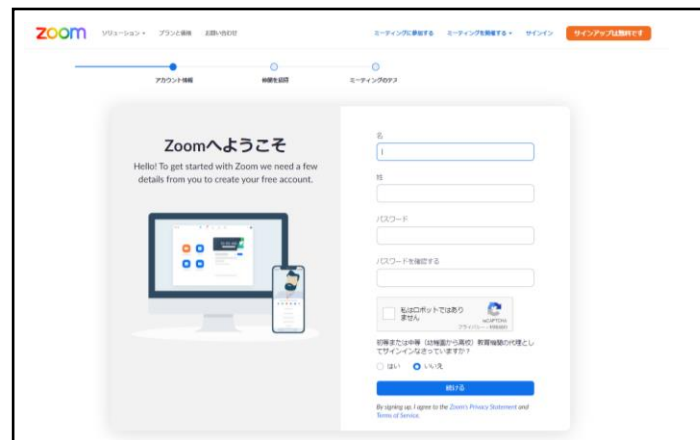 zoom
ソリューション プランと価格 お問い合わせ ミーティングに参加する ミーティングを開催する サインイン サインアップは無料です
アカウント情報 仲間を招待 ミーティングのテス
Zoomへようこそ
Hello! To get started with Zoom we need a few
details from you to create your free account.
名
姓
パスワード
パスワードを確認する
私はロボットではあり
ません
reCAPTCHA
プライバシー - 利用規約
初等または中等（幼稚園から高校）教育機関の代理とし
てサインインなさっていますか？
はい いいえ
続ける
By signing up, I agree to the Zoom's Privacy Statement and
Terms of Service.